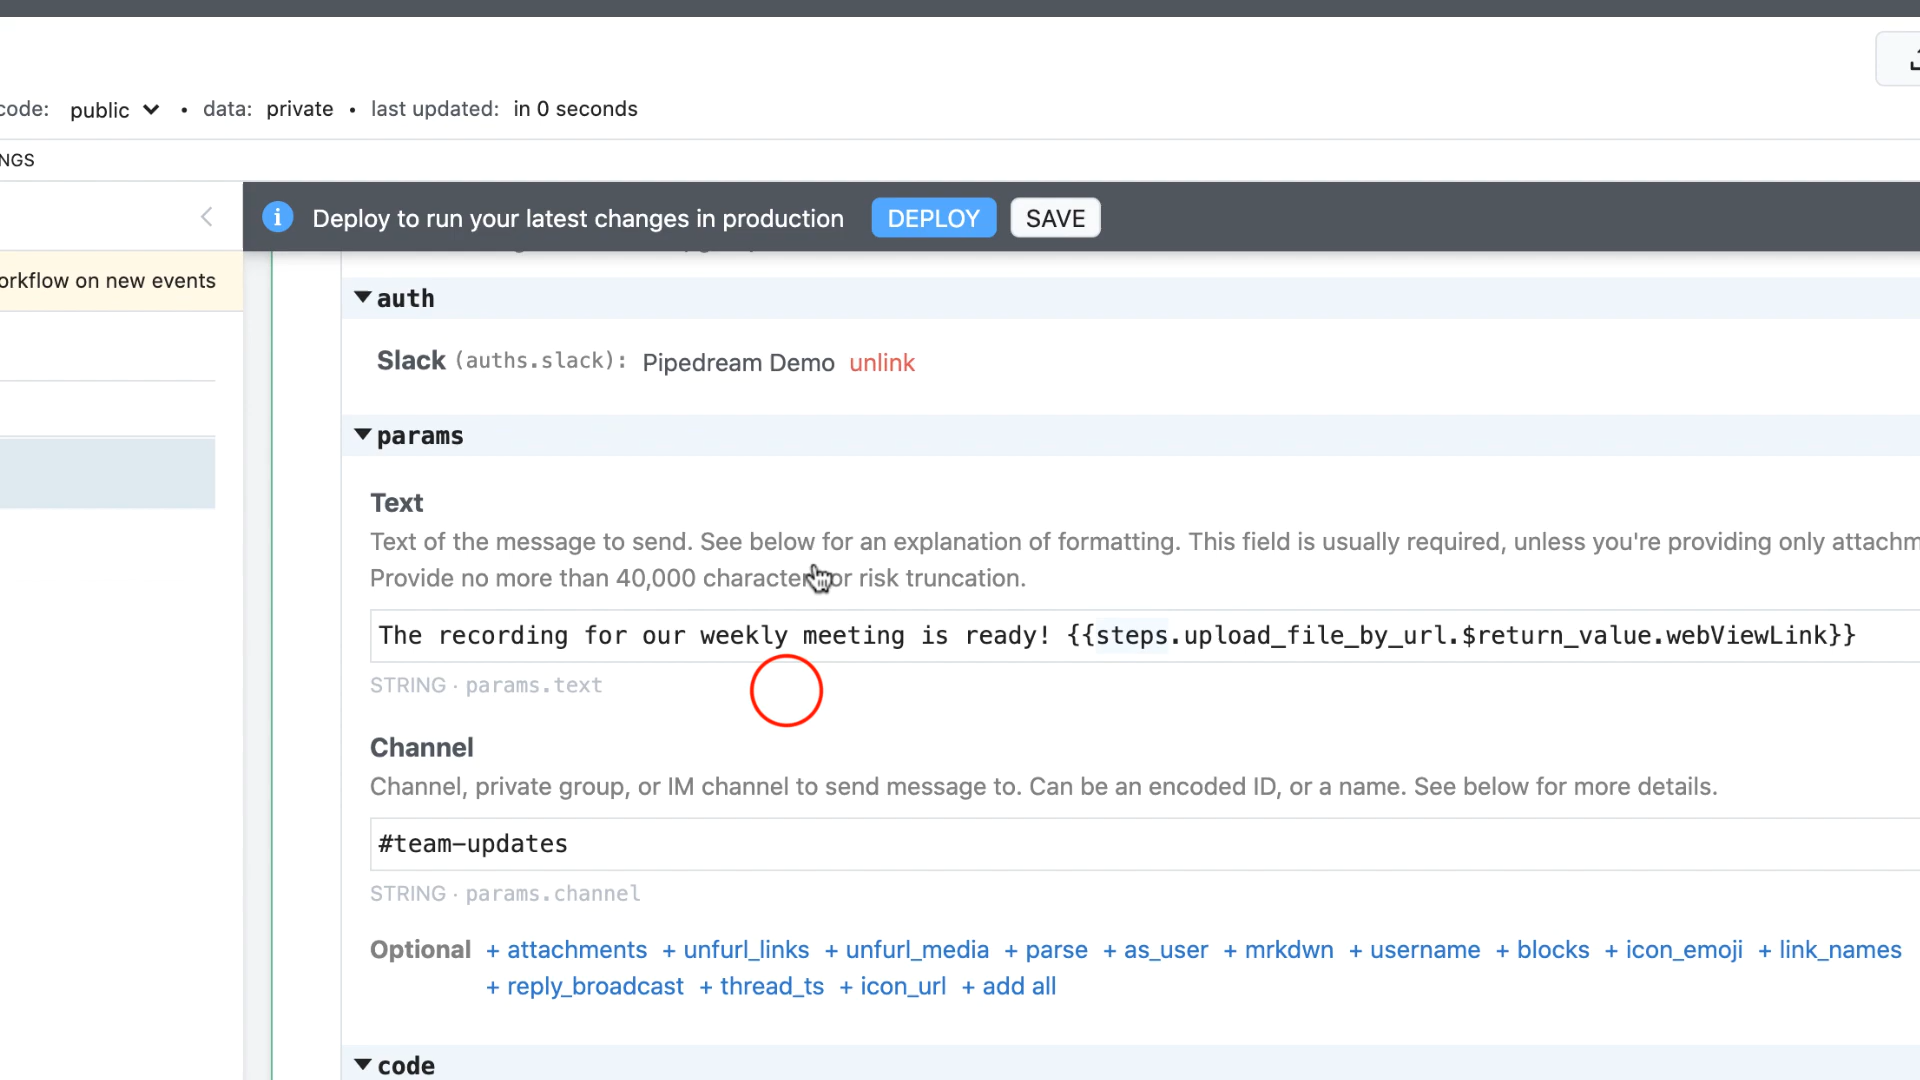 code: public • data: private • last updated: in 0 seconds
NGS
Deploy to run your latest changes in production DEPLOY SAVE
orkflow on new events
auth
Slack (auths.slack): Pipedream Demo unlink
params
Text
Text of the message to send. See below for an explanation of formatting. This field is usually required, unless you're providing only attachm
Provide no more than 40,000 character or risk truncation.
The recording for our weekly meeting is ready! {{steps.upload_file_by_url.$return_value.webViewLink}}
STRING · params.text
Channel
Channel, private group, or IM channel to send message to. Can be an encoded ID, or a name. See below for more details.
#team-updates
STRING · params.channel
Optional + attachments + unfurl_links + unfurl_media + parse + as_user + mrkdwn + username + blocks + icon_emoji + link_names
+ reply_broadcast + thread_ts + icon_url + add all
code